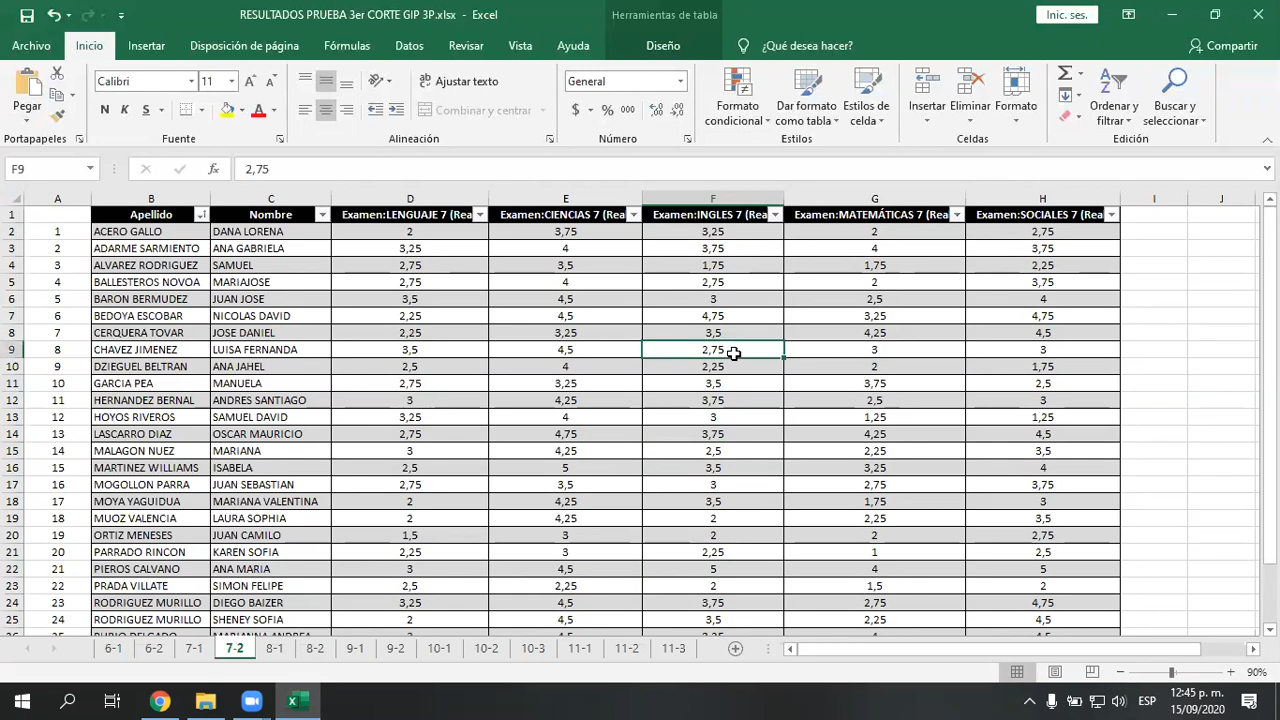 RESULTADOS PRUEBA 3er CORTE GIP 3P.xlsx - Excel
Herramientas de tabla
Inic. ses.
Archivo Inicio Insertar Disposición de página Fórmulas Datos Revisar Vista Ayuda Diseño ¿Qué desea hacer? Compartir
Pegar
Calibri 11
Ajustar texto
General
N K S
Combinar y centrar
$ % 000
Formato condicional
Dar formato como tabla
Estilos de celda
Insertar Eliminar Formato
Ordenar y filtrar
Buscar y seleccionar
Portapapeles Fuente Alineación Número Estilos Celdas Edición
F9 fx 2,75
A B C D E F G H I J
1 Apellido Nombre Examen:LENGUAJE 7 (Rea Examen:CIENCIAS 7 (Rea Examen:INGLES 7 (Rea Examen:MATEMÁTICAS 7 (Rea Examen:SOCIALES 7 (Rea
2 1 ACERO GALLO DANA LORENA 2 3,75 3,25 2 2,75
3 2 ADARME SARMIENTO ANA GABRIELA 3,25 4 3,75 4 3,75
4 3 ALVAREZ RODRIGUEZ SAMUEL 2,75 3,5 1,75 1,75 2,25
5 4 BALLESTEROS NOVOA MARIAJOSE 2,75 4 2,75 2 3,75
6 5 BARON BERMUDEZ JUAN JOSE 3,5 4,5 3 2,5 4
7 6 BEDOYA ESCOBAR NICOLAS DAVID 2,25 4,5 4,75 3,25 4,75
8 7 CERQUERA TOVAR JOSE DANIEL 2,25 3,25 3,5 4,25 4,5
9 8 CHAVEZ JIMENEZ LUISA FERNANDA 3,5 4,5 2,75 3 3
10 9 DZIEGUEL BELTRAN ANA JAHEL 2,5 4 2,25 2 1,75
11 10 GARCIA PEA MANUELA 2,75 3,25 3,5 3,75 2,5
12 11 HERNANDEZ BERNAL ANDRES SANTIAGO 3 4,25 3,75 2,5 3
13 12 HOYOS RIVEROS SAMUEL DAVID 3,25 4 3 1,25 1,25
14 13 LASCARRO DIAZ OSCAR MAURICIO 2,75 4,75 3,75 4,25 4,5
15 14 MALAGON NUEZ MARIANA 3 4,25 2,5 2,25 3,5
16 15 MARTINEZ WILLIAMS ISABELA 2,5 5 3,5 3,25 4
17 16 MOGOLLON PARRA JUAN SEBASTIAN 2,75 3,5 3 2,75 3,75
18 17 MOYA YAGUIDUA MARIANA VALENTINA 2 4,25 3,5 1,75 3
19 18 MUOZ VALENCIA LAURA SOPHIA 2 4,25 2 2,25 3,5
20 19 ORTIZ MENESES JUAN CAMILO 1,5 3 2 2 2,75
21 20 PARRADO RINCON KAREN SOFIA 2,25 3 2,25 1 2,5
22 21 PIEROS CALVANO ANA MARIA 3 4,5 5 4 5
23 22 PRADA VILLATE SIMON FELIPE 2,5 2,25 2 1,5 2
24 23 RODRIGUEZ MURILLO DIEGO BAIZER 3,25 4,5 3,75 2,75 4,75
25 24 RODRIGUEZ MURILLO SHENEY SOFIA 2 4,5 3,5 2,25 4,5
6-1 6-2 7-1 7-2 8-1 8-2 9-1 9-2 10-1 10-2 10-3 11-1 11-2 11-3
90%
ESP
12:45 p. m.
15/09/2020